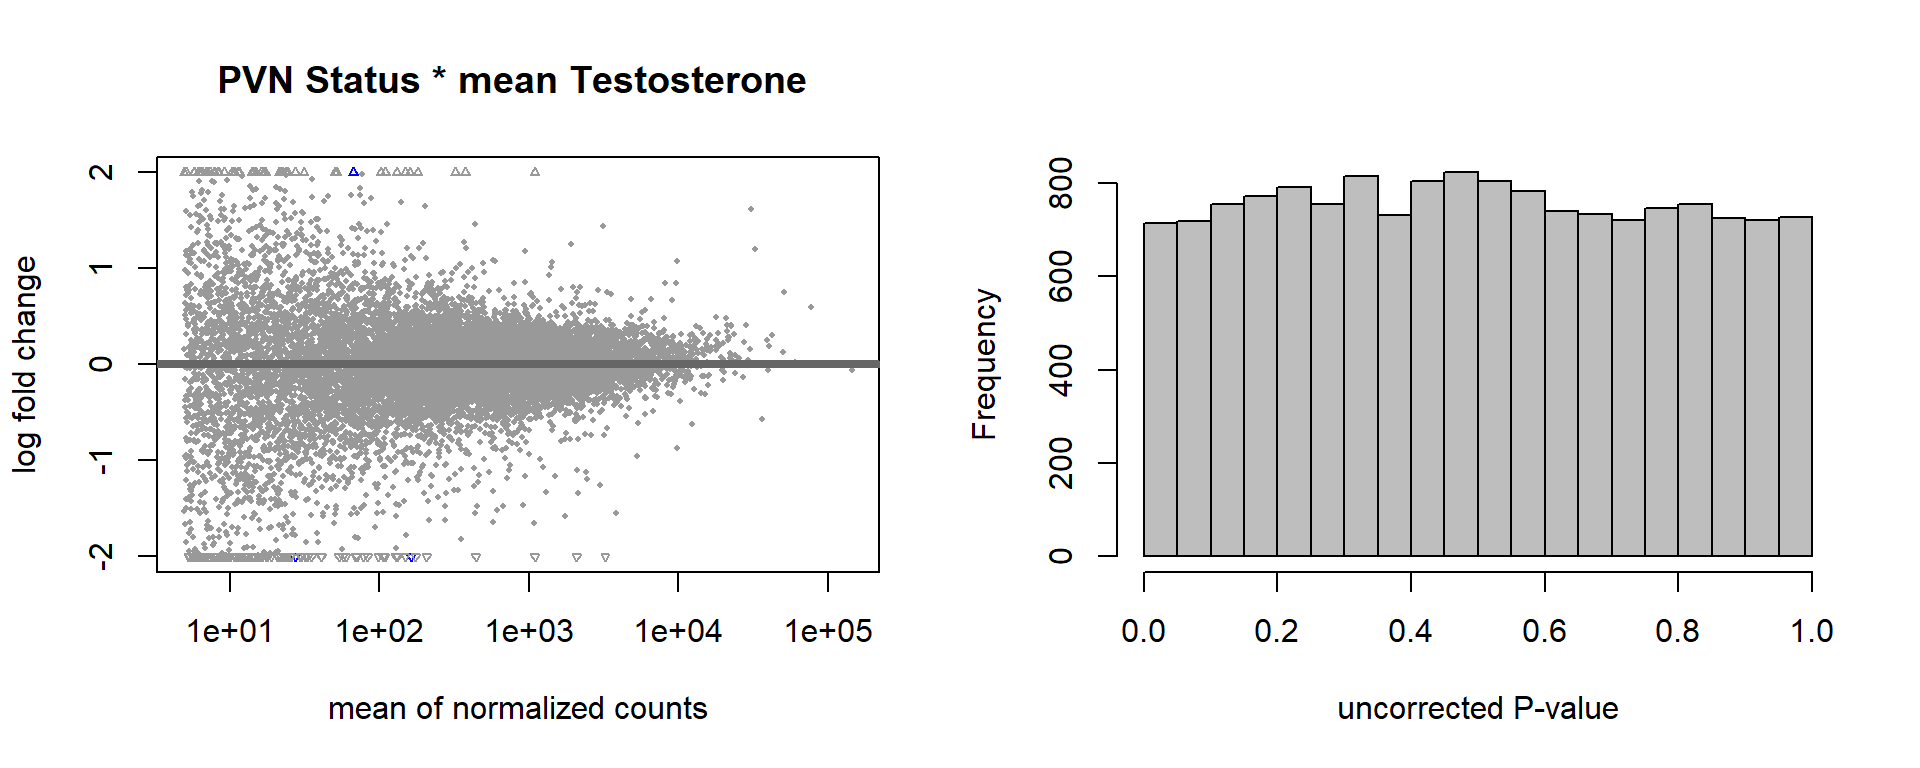 PVN Status * mean Testosterone
log fold change
2
1
0
-1
-2
1e+01 1e+02 1e+03 1e+04 1e+05
mean of normalized counts
Frequency
800
600
400
200
0
0.0 0.2 0.4 0.6 0.8 1.0
uncorrected P-value